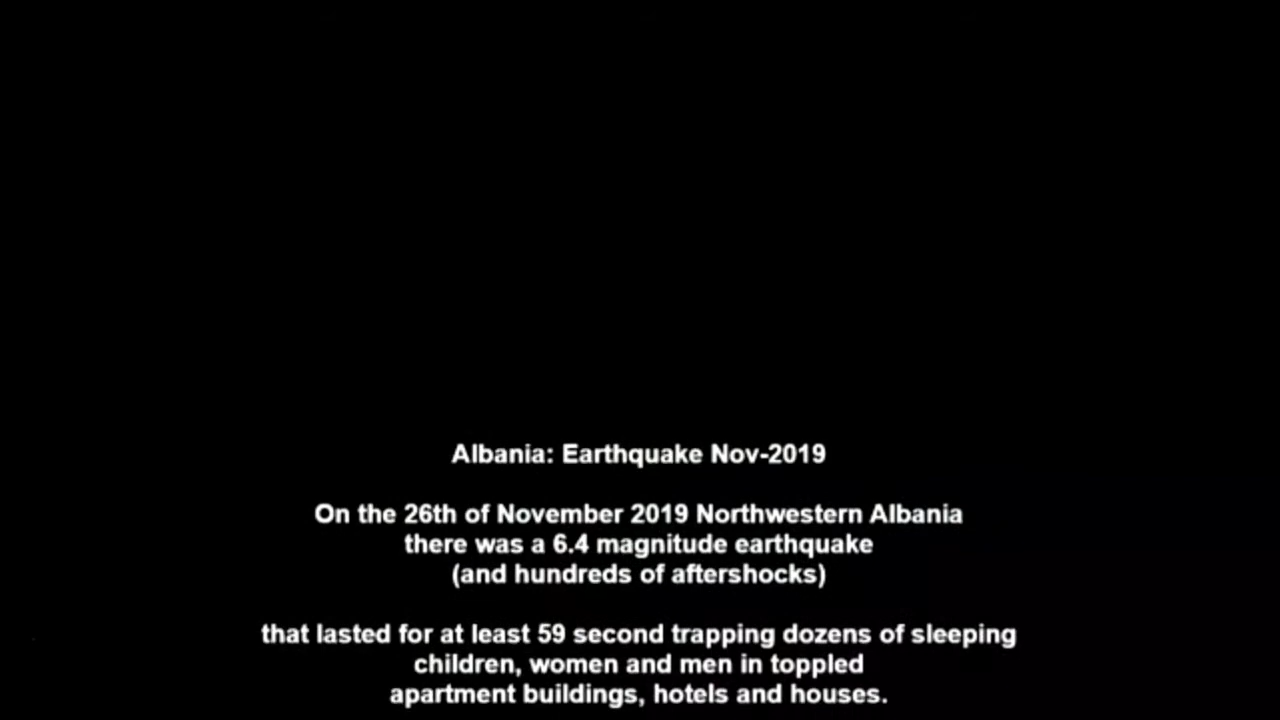 Albania: Earthquake Nov-2019
On the 26th of November 2019 Northwestern Albania
there was a 6.4 magnitude earthquake
(and hundreds of aftershocks)
that lasted for at least 59 second trapping dozens of sleeping
children, women and men in toppled
apartment buildings, hotels and houses.